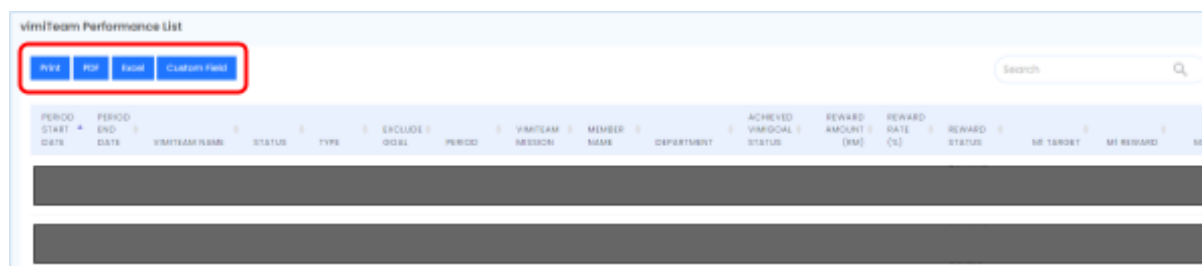 vimiTeam Performance List
Print PDF Excel Custom Field
Search
PERIOD START DATE PERIOD END DATE VIMITEAM NAME STATUS TYPE EXCLUDE GOAL PERIOD VIMITEAM MISSION MEMBER NAME DEPARTMENT ACHIEVED VIMIGOAL STATUS REWARD AMOUNT (RM) REWARD RATE (%) REWARD STATUS M1 TARGET M1 REWARD